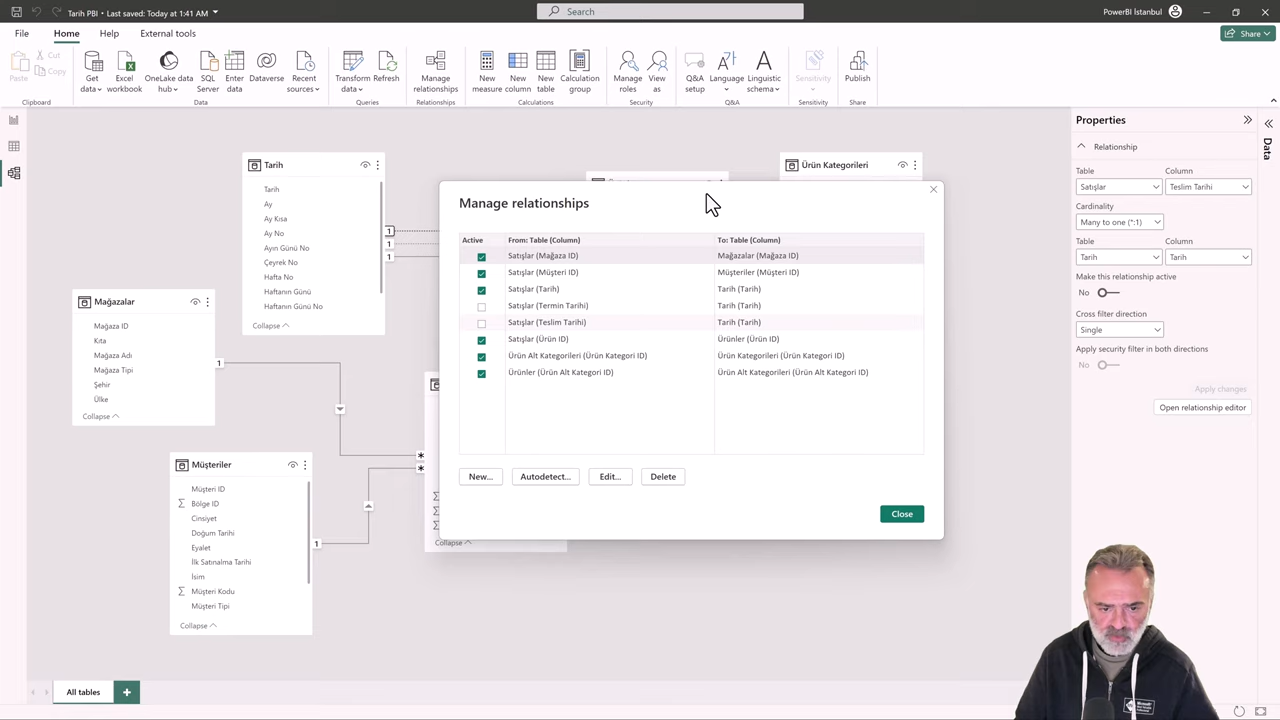 Tarih PBI • Last saved: Today at 1:41 AM
Search
PowerBI İstanbul
File
Home
Help
External tools
Share
Paste
Cut
Copy
Clipboard
Get data
Excel workbook
OneLake data hub
SQL Server
Enter data
Dataverse
Recent sources
Data
Transform data
Refresh
Queries
Manage relationships
Relationships
New measure
New column
New table
Calculation group
Calculations
Manage roles
View as
Security
Q&A setup
Language
Linguistic schema
Q&A
Sensitivity
Sensitivity
Publish
Share
Tarih
Tarih
Ay
Ay Kısa
Ay No
Ayın Günü No
Çeyrek No
Hafta No
Haftanın Günü
Haftanın Günü No
Collapse
1
1
1
Mağazalar
Mağaza ID
Kıta
Mağaza Adı
Mağaza Tipi
Şehir
Ülke
Collapse
1
Müşteriler
Müşteri ID
Σ Bölge ID
Cinsiyet
Doğum Tarihi
Eyalet
İlk Satınalma Tarihi
İsim
Σ Müşteri Kodu
Müşteri Tipi
Collapse
1
*
*
Collapse
Ürün Kategorileri
Manage relationships
Active From: Table (Column) To: Table (Column)
Satışlar (Mağaza ID) Mağazalar (Mağaza ID)
Satışlar (Müşteri ID) Müşteriler (Müşteri ID)
Satışlar (Tarih) Tarih (Tarih)
Satışlar (Termin Tarihi) Tarih (Tarih)
Satışlar (Teslim Tarihi) Tarih (Tarih)
Satışlar (Ürün ID) Ürünler (Ürün ID)
Ürün Alt Kategorileri (Ürün Kategori ID) Ürün Kategorileri (Ürün Kategori ID)
Ürünler (Ürün Alt Kategori ID) Ürün Alt Kategorileri (Ürün Alt Kategori ID)
New... Autodetect... Edit... Delete
Close
Properties
Relationship
Table Column
Satışlar Teslim Tarihi
Cardinality
Many to one (*:1)
Table Column
Tarih Tarih
Make this relationship active
No
Cross filter direction
Single
Apply security filter in both directions
No
Apply changes
Open relationship editor
Data
All tables